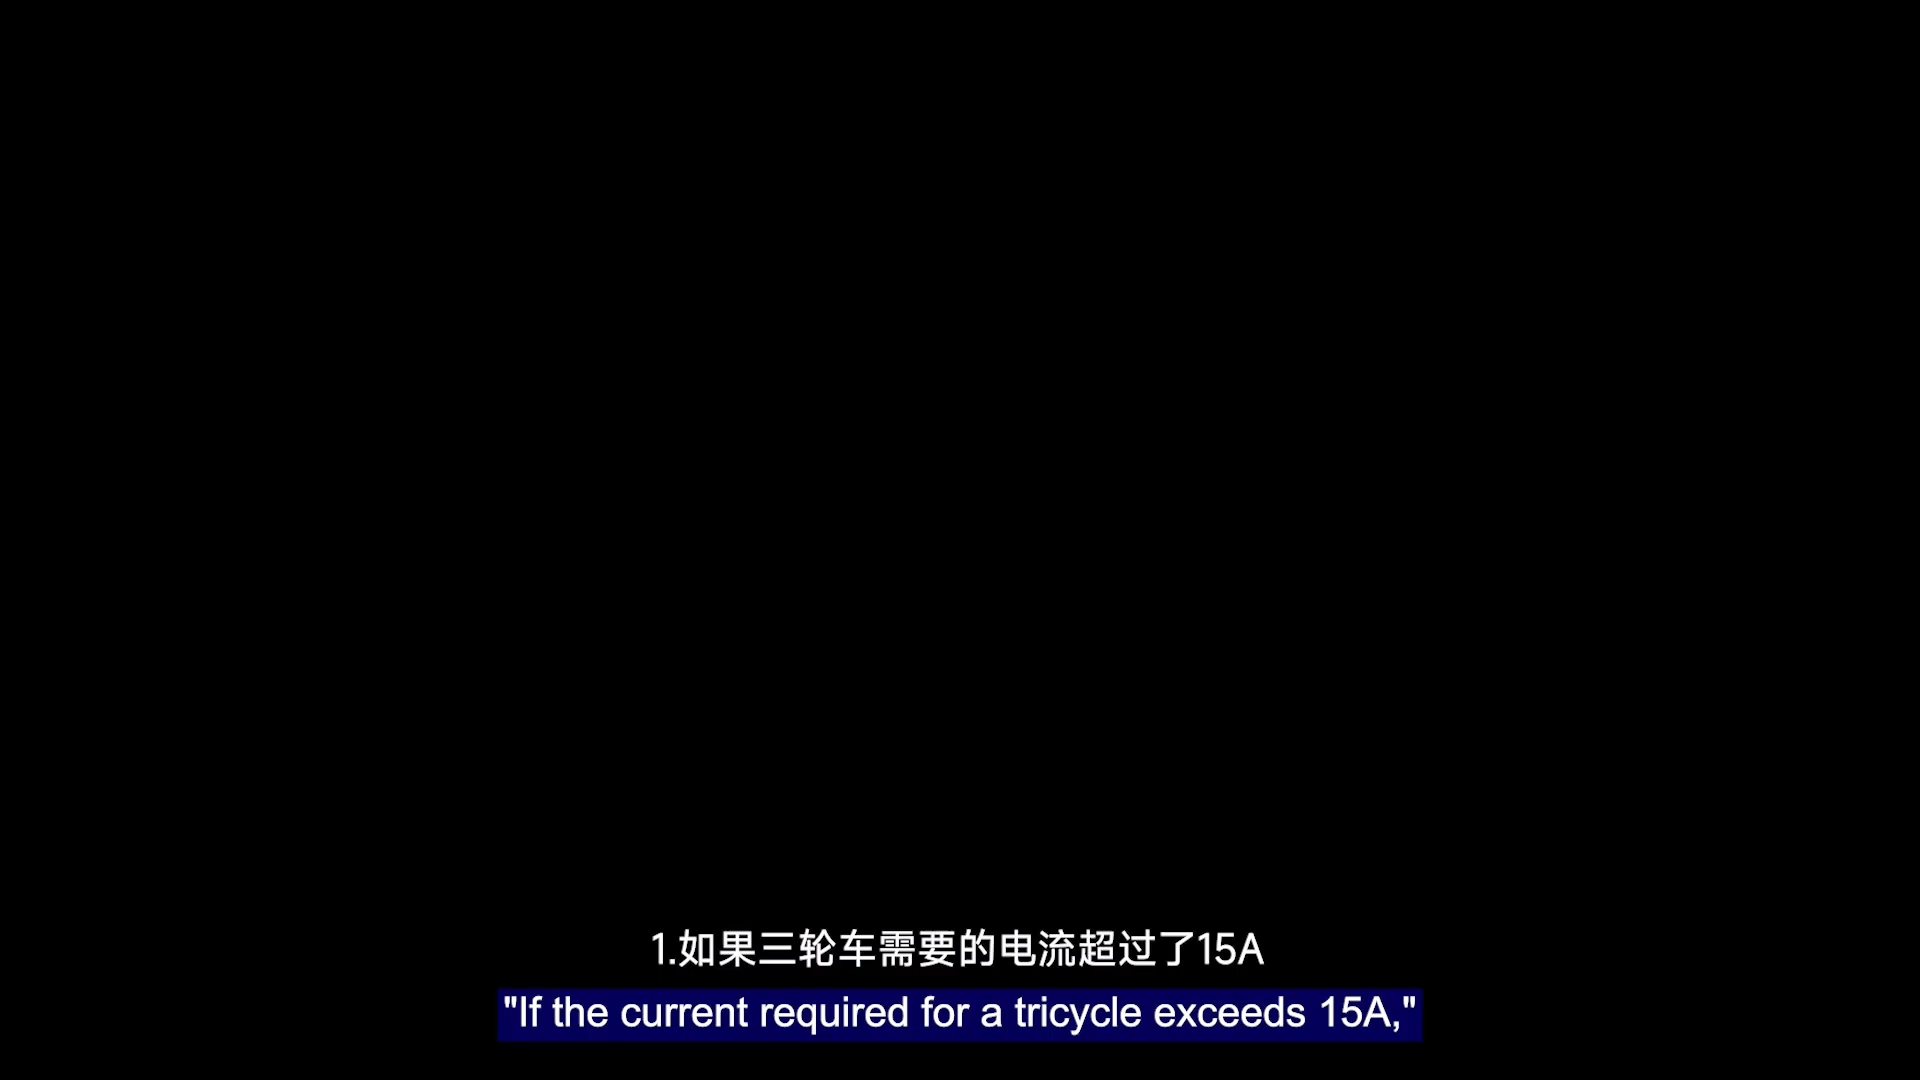 1.如果三轮车需要的电流超过了15A
"If the current required for a tricycle exceeds 15A,"